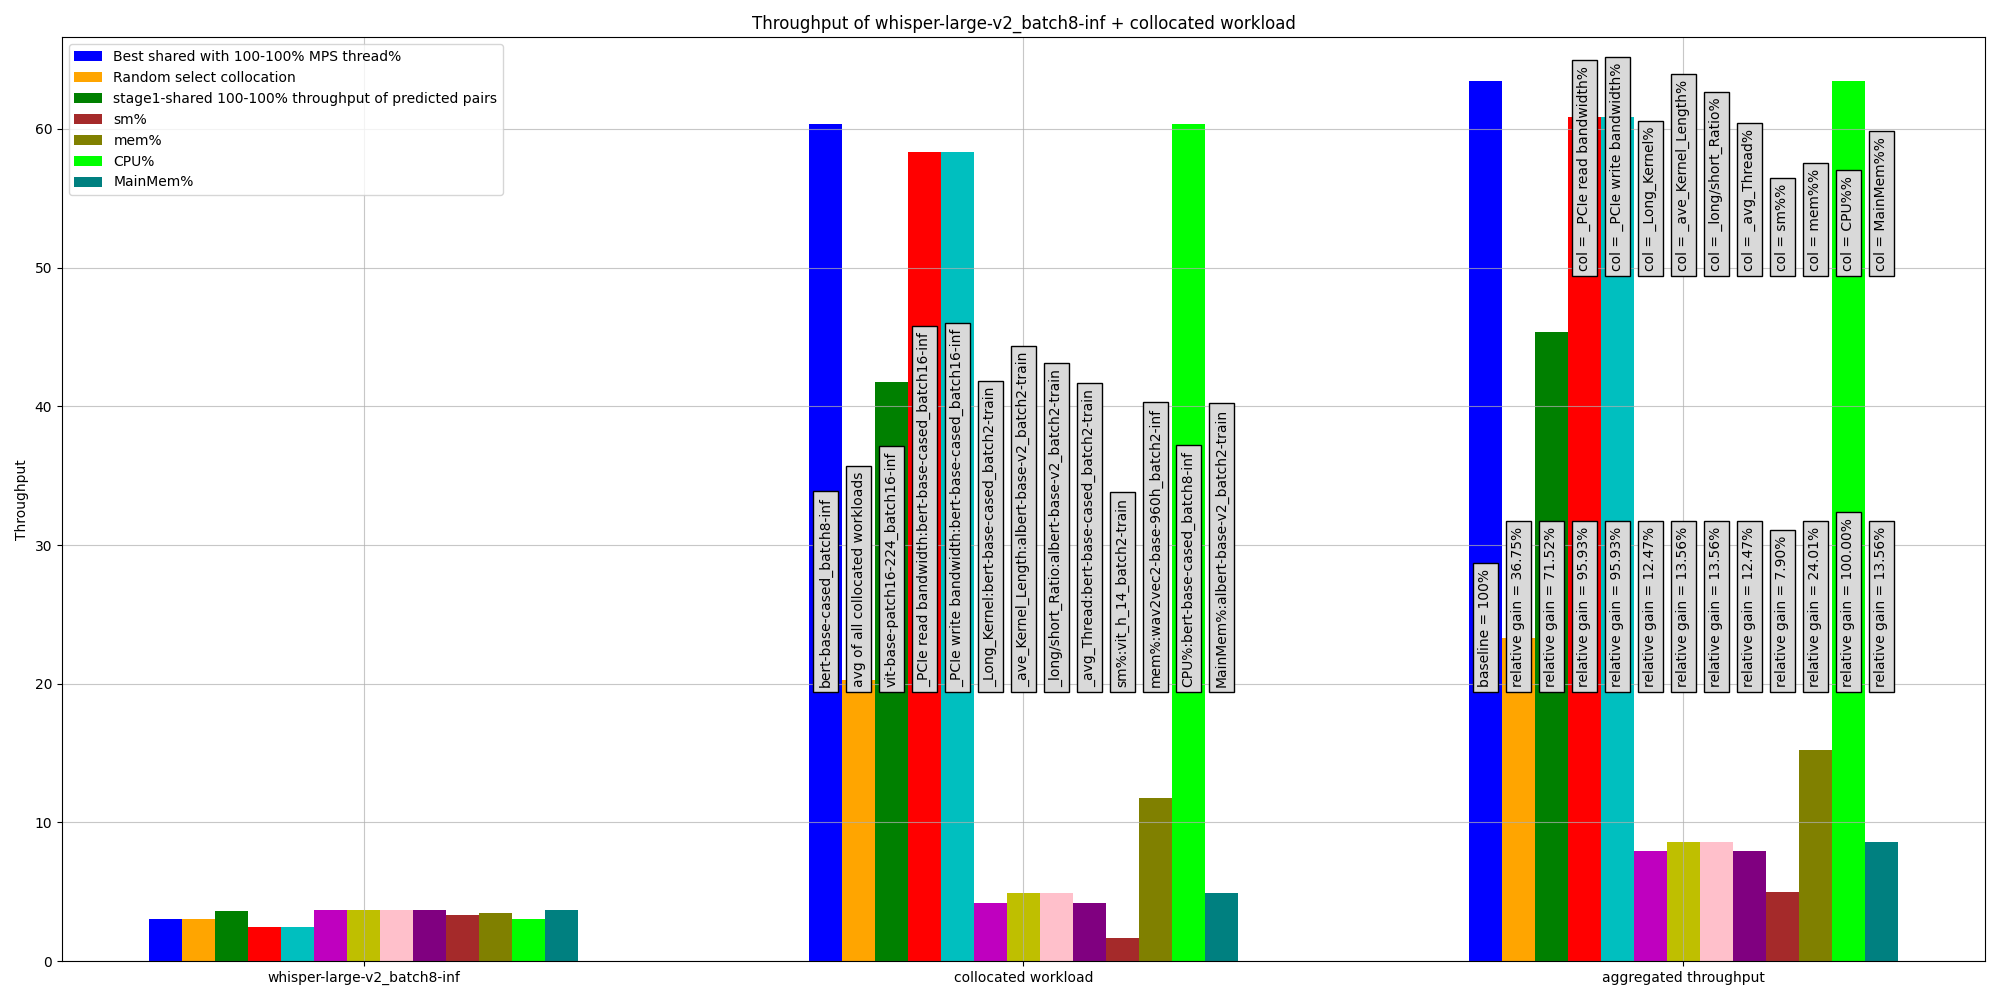 Throughput of whisper-large-v2_batch8-inf + collocated workload
Best shared with 100-100% MPS thread%
Random select collocation
stage1-shared 100-100% throughput of predicted pairs
sm%
mem%
CPU%
MainMem%
Throughput
60
50
40
30
20
10
0
bert-base-cased_batch8-inf
avg of all collocated workloads
vit-base-patch16-224_batch16-inf
_PCIe read bandwidth:bert-base-cased_batch16-inf
_PCIe write bandwidth:bert-base-cased_batch16-inf
_Long_Kernel:bert-base-cased_batch2-train
_ave_Kernel_Length:albert-base-v2_batch2-train
_long/short_Ratio:albert-base-v2_batch2-train
_avg_Thread:bert-base-cased_batch2-train
sm%:vit_h_14_batch2-train
mem%:wav2vec2-base-960h_batch2-inf
CPU%:bert-base-cased_batch8-inf
MainMem%:albert-base-v2_batch2-train
col = _PCIe read bandwidth%
col = _PCIe write bandwidth%
col = _Long_Kernel%
col = _ave_Kernel_Length%
col = _long/short_Ratio%
col = _avg_Thread%
col = sm%%
col = mem%%
col = CPU%%
col = MainMem%%
baseline = 100%
relative gain = 36.75%
relative gain = 71.52%
relative gain = 95.93%
relative gain = 95.93%
relative gain = 12.47%
relative gain = 13.56%
relative gain = 13.56%
relative gain = 12.47%
relative gain = 7.90%
relative gain = 24.01%
relative gain = 100.00%
relative gain = 13.56%
whisper-large-v2_batch8-inf
collocated workload
aggregated throughput